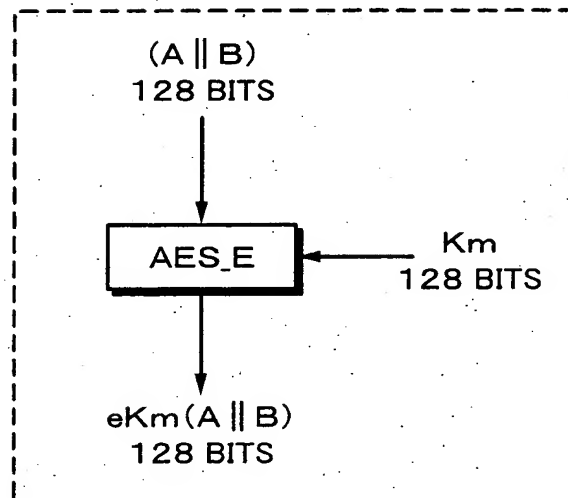 (A || B)
128 BITS
AES_E
Km
128 BITS
eKm(A || B)
128 BITS